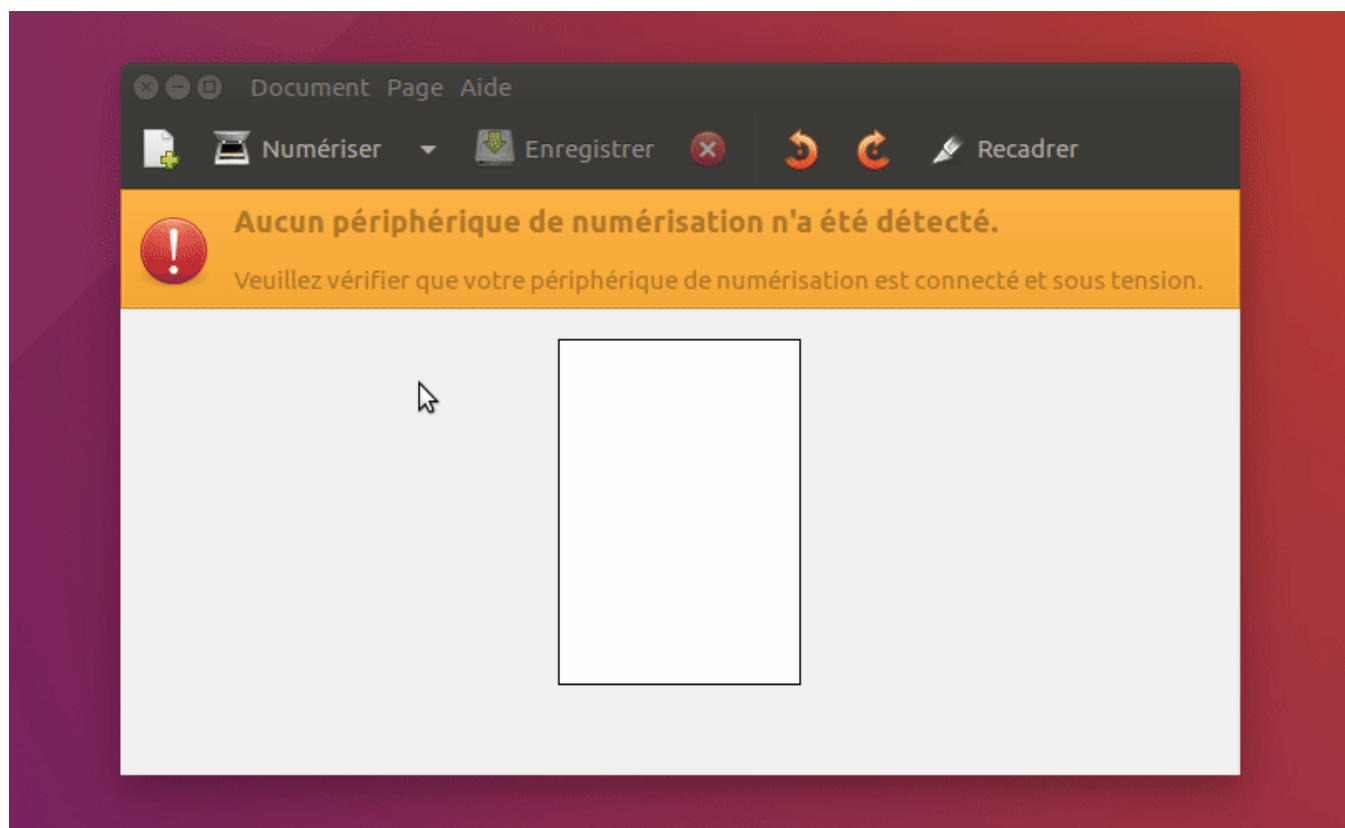 Document Page Aide
Numériser Enregistrer Recadrer
Aucun périphérique de numérisation n'a été détecté.
Veuillez vérifier que votre périphérique de numérisation est connecté et sous tension.